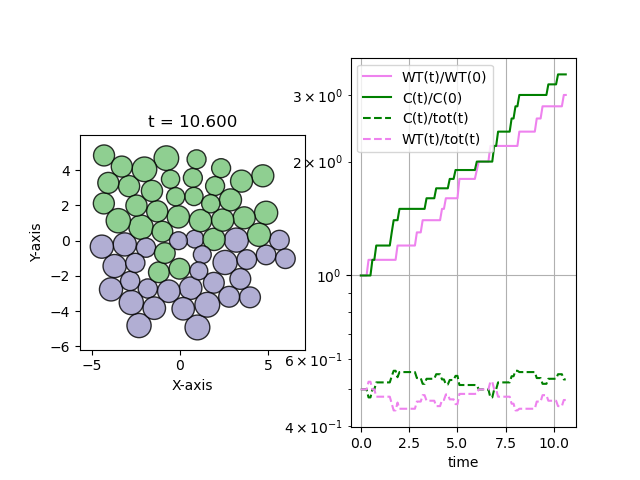 t = 10.600
Y-axis
4
2
0
−2
−4
−6
−5
0
5
X-axis
WT(t)/WT(0)
C(t)/C(0)
C(t)/tot(t)
WT(t)/tot(t)
3 × 10⁰
2 × 10⁰
10⁰
6 × 10⁻¹
4 × 10⁻¹
0.0
2.5
5.0
7.5
10.0
time